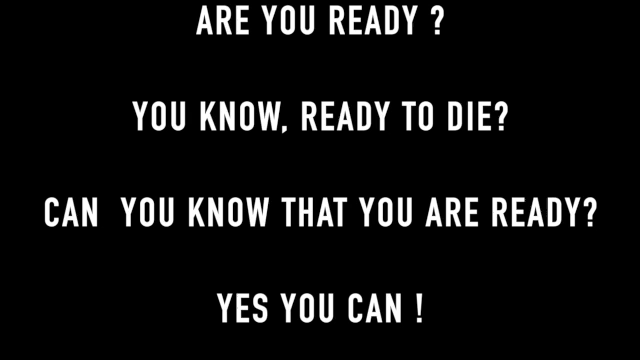 ARE YOU READY ?
YOU KNOW, READY TO DIE?
CAN  YOU KNOW THAT YOU ARE READY?
YES YOU CAN !